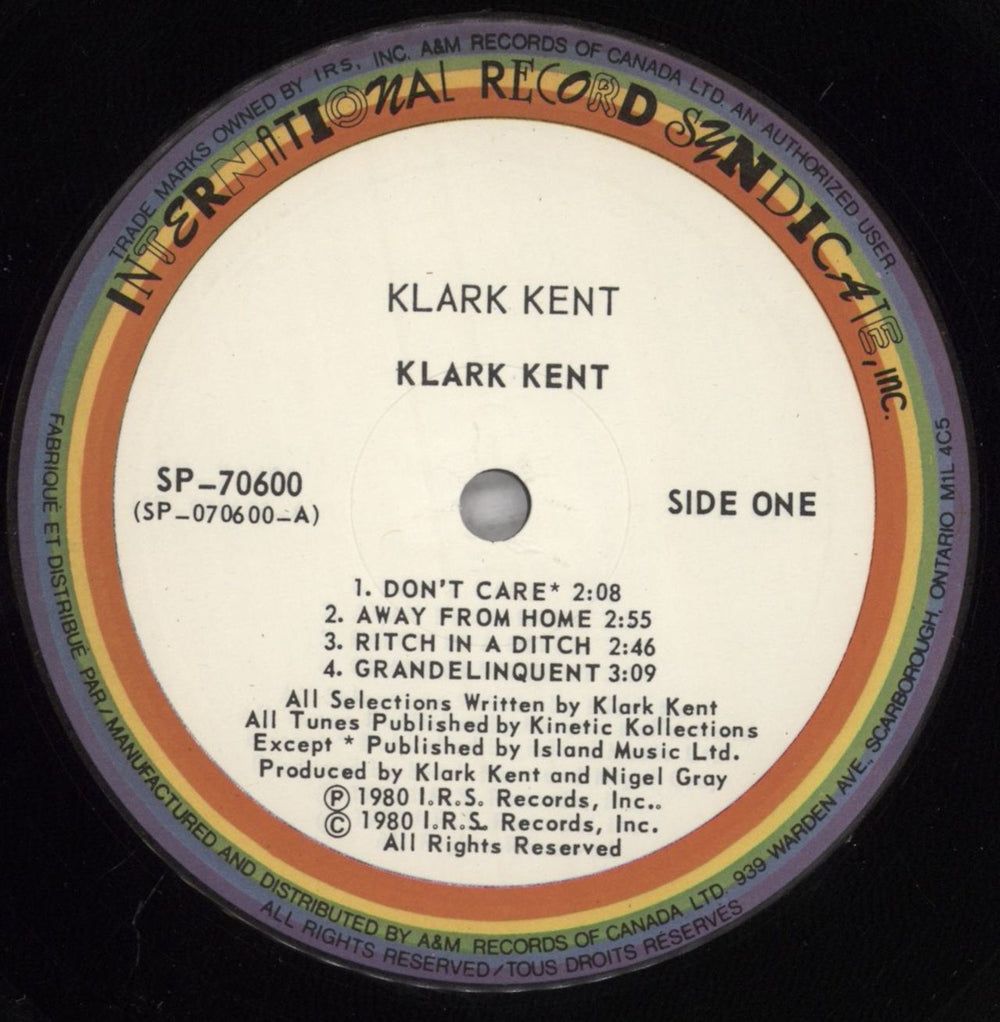 TRADE MARKS OWNED BY IRS, INC. A&M RECORDS OF CANADA LTD. AN AUTHORIZED USER.
INTERNATIONAL RECORD SYNDICATE, INC.
KLARK KENT
KLARK KENT
SP-70600
(SP-070600-A)
SIDE ONE
1. DON'T CARE* 2:08
2. AWAY FROM HOME 2:55
3. RITCH IN A DITCH 2:46
4. GRANDELINQUENT 3:09
All Selections Written by Klark Kent
All Tunes Published by Kinetic Kollections
Except * Published by Island Music Ltd.
Produced by Klark Kent and Nigel Gray
Ⓟ 1980 I.R.S. Records, Inc..
© 1980 I.R.S. Records, Inc.
All Rights Reserved
FABRIQUÉ ET DISTRIBUÉ PAR/MANUFACTURED AND DISTRIBUTED BY A&M RECORDS OF CANADA LTD. 939 WARDEN AVE., SCARBOROUGH, ONTARIO M1L 4C5
ALL RIGHTS RESERVED/TOUS DROITS RÉSERVÉS